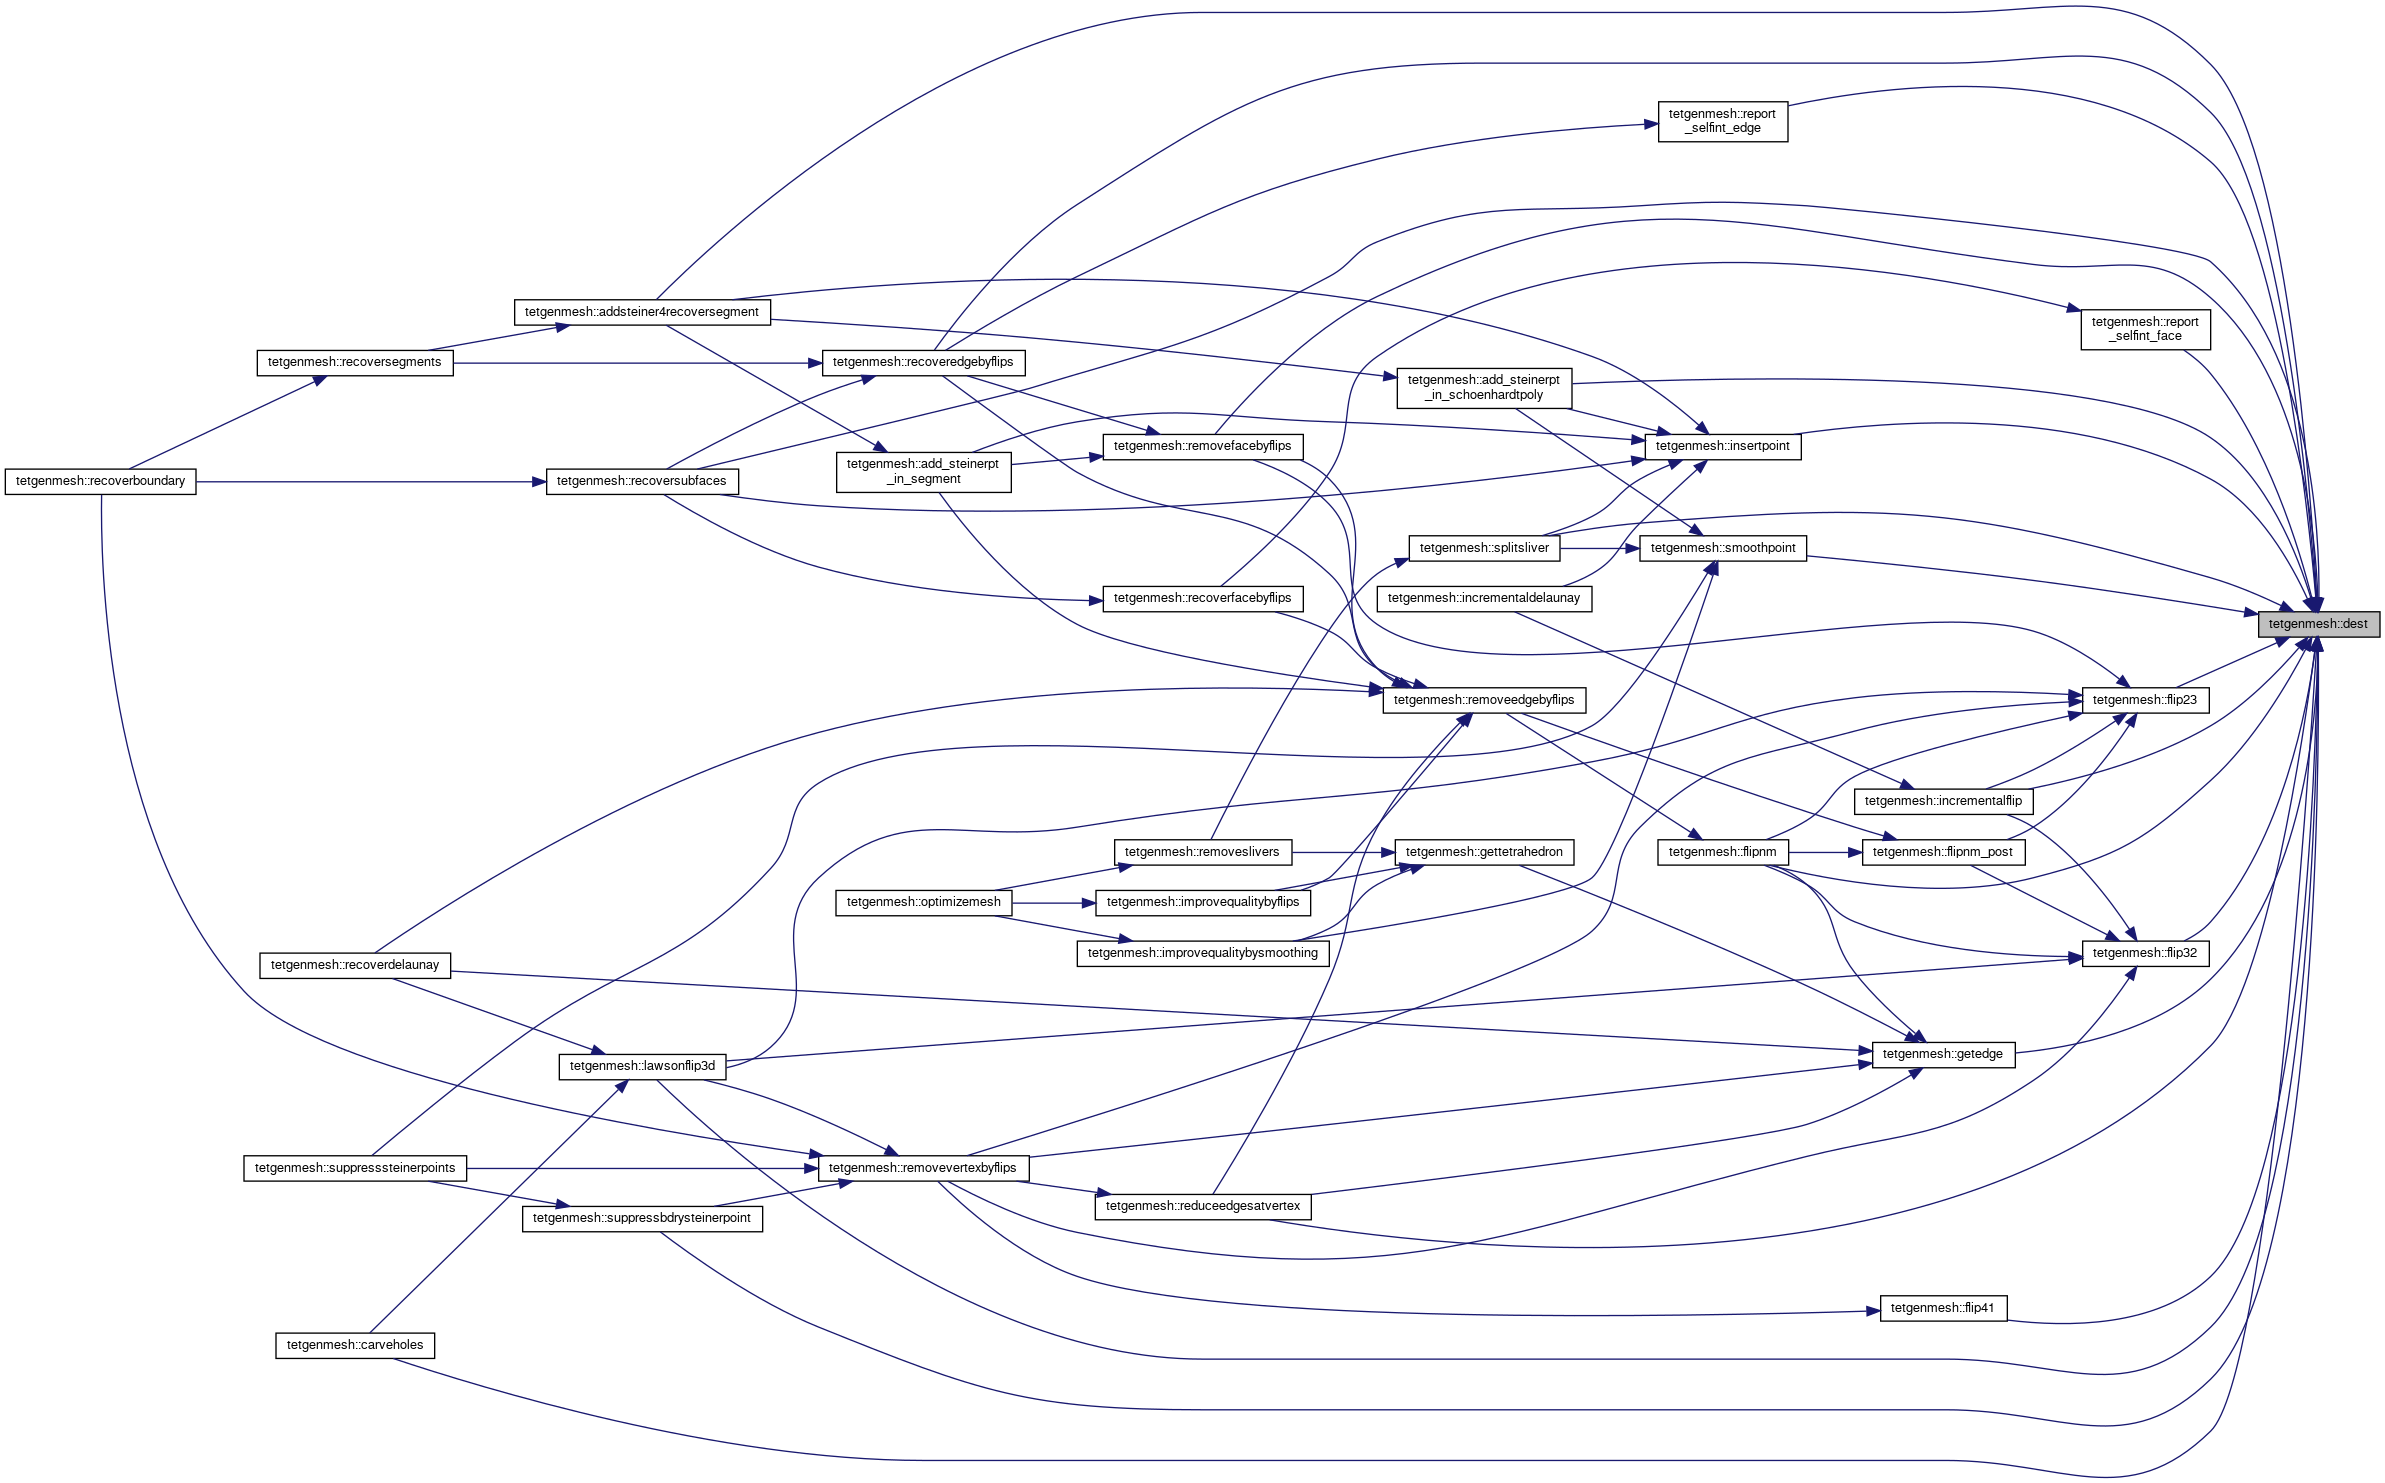 tetgenmesh::report
_selfint_edge
tetgenmesh::addsteiner4recoversegment
tetgenmesh::report
_selfint_face
tetgenmesh::recoversegments
tetgenmesh::recoveredgebyflips
tetgenmesh::add_steinerpt
_in_schoenhardtpoly
tetgenmesh::removefacebyflips
tetgenmesh::insertpoint
tetgenmesh::add_steinerpt
_in_segment
tetgenmesh::recoverboundary
tetgenmesh::recoversubfaces
tetgenmesh::splitsliver
tetgenmesh::smoothpoint
tetgenmesh::recoverfacebyflips
tetgenmesh::incrementaldelaunay
tetgenmesh::dest
tetgenmesh::removeedgebyflips
tetgenmesh::flip23
tetgenmesh::incrementalflip
tetgenmesh::removeslivers
tetgenmesh::gettetrahedron
tetgenmesh::flipnm
tetgenmesh::flipnm_post
tetgenmesh::optimizemesh
tetgenmesh::improvequalitybyflips
tetgenmesh::improvequalitybysmoothing
tetgenmesh::flip32
tetgenmesh::recoverdelaunay
tetgenmesh::getedge
tetgenmesh::lawsonflip3d
tetgenmesh::suppresssteinerpoints
tetgenmesh::removevertexbyflips
tetgenmesh::reduceedgesatvertex
tetgenmesh::suppressbdrysteinerpoint
tetgenmesh::flip41
tetgenmesh::carveholes